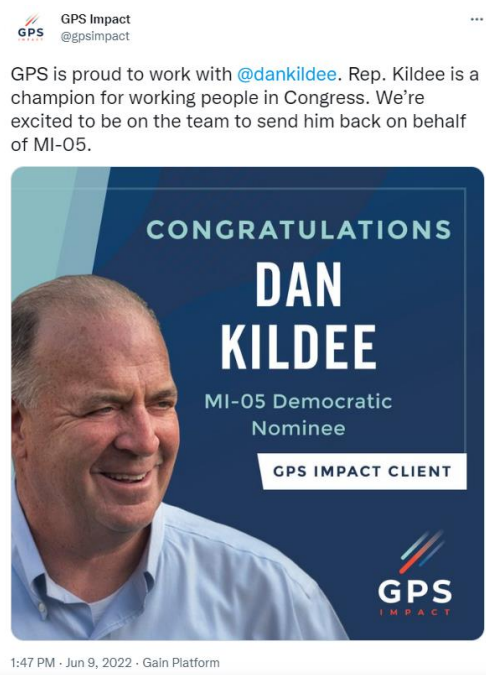 GPS Impact
GPS
IMPACT
@gpsimpact
GPS is proud to work with @dankildee. Rep. Kildee is a
champion for working people in Congress. We’re
excited to be on the team to send him back on behalf
of MI-05.
CONGRATULATIONS
DAN
KILDEE
MI-05 Democratic
Nominee
GPS IMPACT CLIENT
GPS
IMPACT
1:47 PM · Jun 9, 2022 · Gain Platform